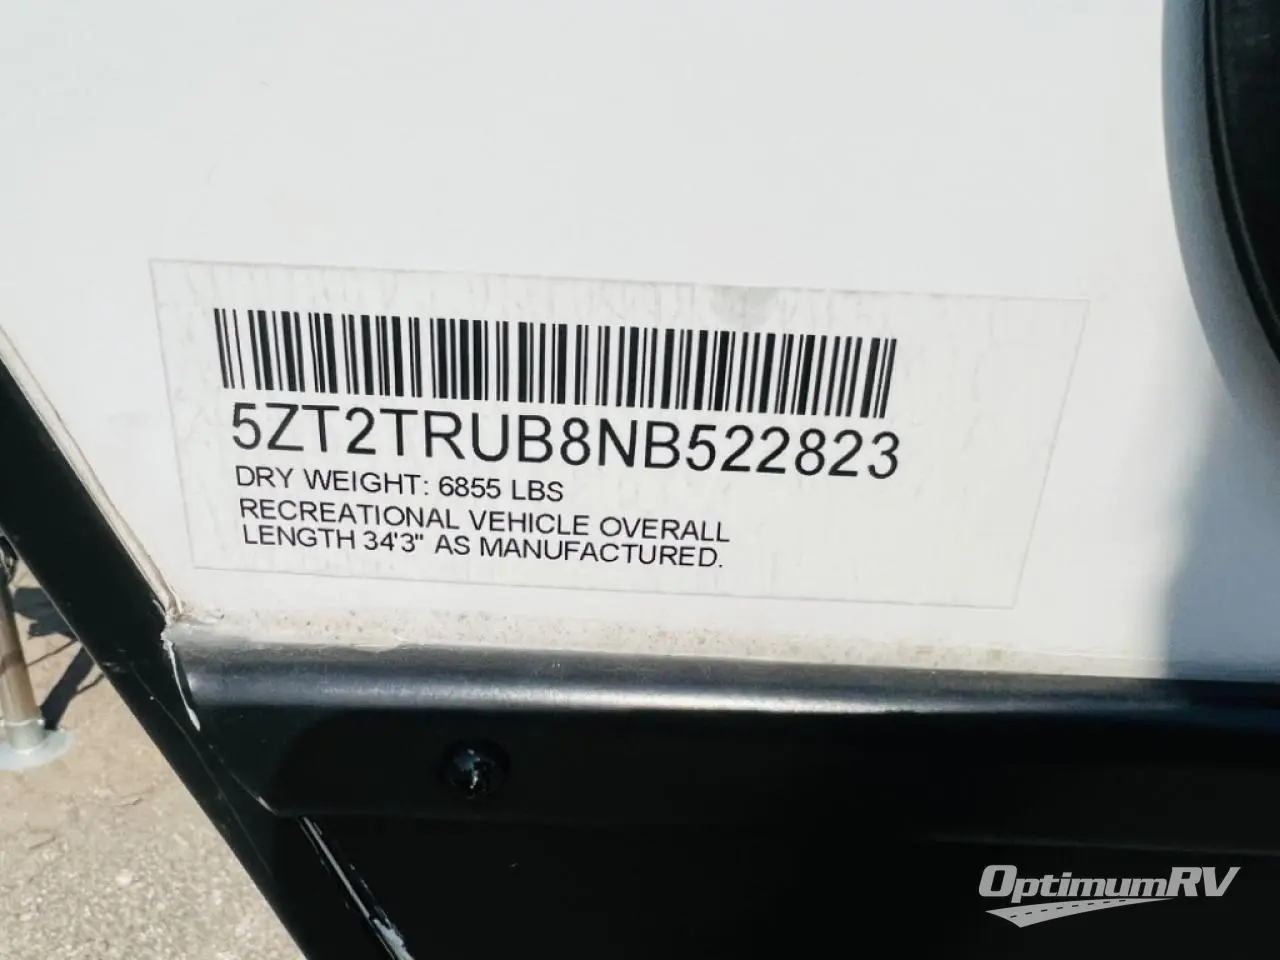 5ZT2TRUB8NB522823
DRY WEIGHT: 6855 LBS
RECREATIONAL VEHICLE OVERALL
LENGTH 34'3" AS MANUFACTURED.
OptimumRV